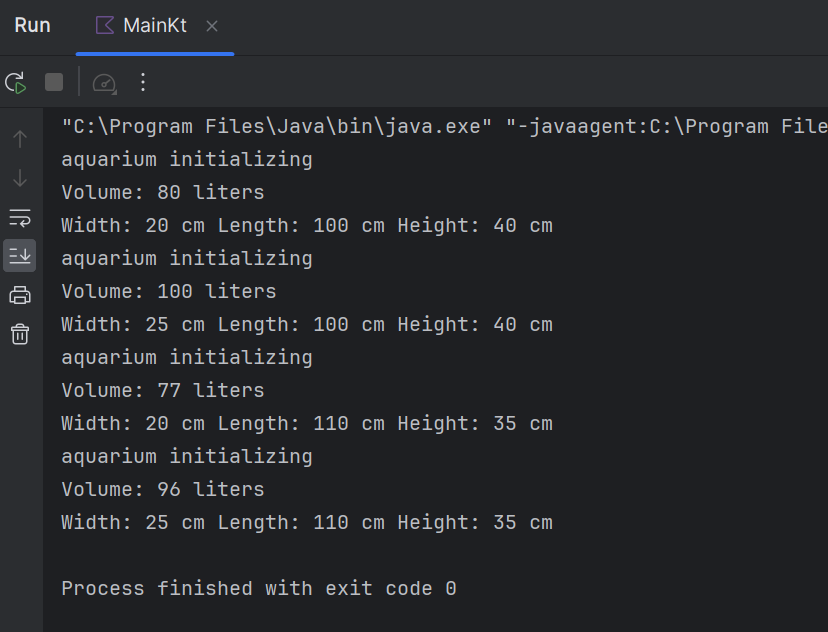 Run MainKt
"C:\Program Files\Java\bin\java.exe" "-javaagent:C:\Program File
aquarium initializing
Volume: 80 liters
Width: 20 cm Length: 100 cm Height: 40 cm
aquarium initializing
Volume: 100 liters
Width: 25 cm Length: 100 cm Height: 40 cm
aquarium initializing
Volume: 77 liters
Width: 20 cm Length: 110 cm Height: 35 cm
aquarium initializing
Volume: 96 liters
Width: 25 cm Length: 110 cm Height: 35 cm
Process finished with exit code 0